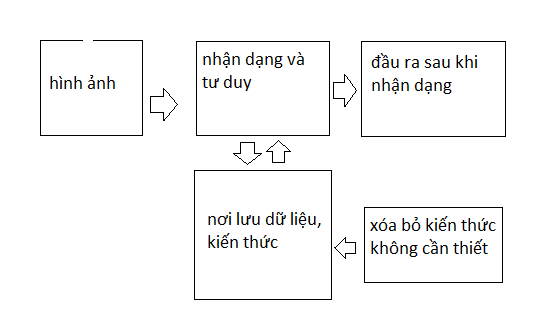 hình ảnh
nhận dạng và
tư duy
đầu ra sau khi
nhận dạng
nơi lưu dữ liệu,
kiến thức
xóa bỏ kiến thức
không cần thiết